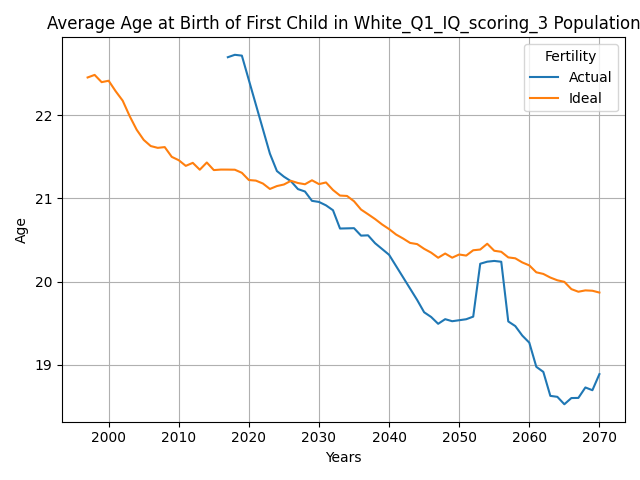 Average Age at Birth of First Child in White_Q1_IQ_scoring_3 Population
Fertility
Actual
Ideal
Age
22
21
20
19
2000 2010 2020 2030 2040 2050 2060 2070
Years